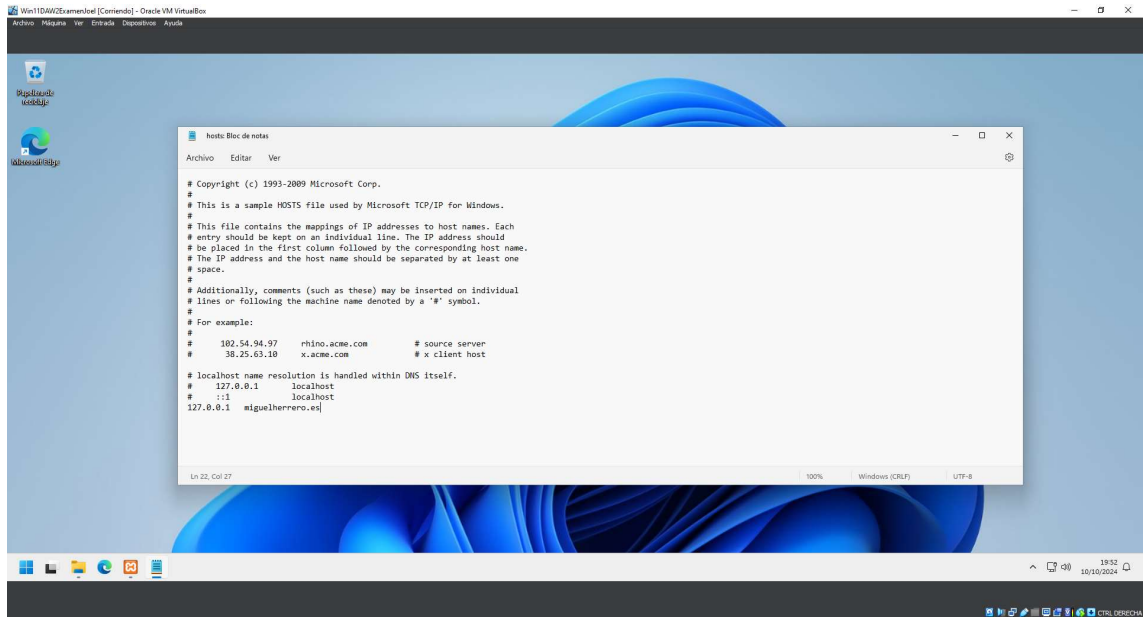 Win11DAW2ExamenJoel [Corriendo] - Oracle VM VirtualBox
Archivo Máquina Ver Entrada Dispositivos Ayuda
Papelera de
reciclaje
Microsoft Edge
hosts: Bloc de notas
Archivo Editar Ver
# Copyright (c) 1993-2009 Microsoft Corp.
#
# This is a sample HOSTS file used by Microsoft TCP/IP for Windows.
#
# This file contains the mappings of IP addresses to host names. Each
# entry should be kept on an individual line. The IP address should
# be placed in the first column followed by the corresponding host name.
# The IP address and the host name should be separated by at least one
# space.
#
# Additionally, comments (such as these) may be inserted on individual
# lines or following the machine name denoted by a '#' symbol.
#
# For example:
#
# 102.54.94.97 rhino.acme.com # source server
# 38.25.63.10 x.acme.com # x client host
# localhost name resolution is handled within DNS itself.
# 127.0.0.1 localhost
# ::1 localhost
127.0.0.1 miguelherrero.es
Ln 22, Col 27 100% Windows (CRLF) UTF-8
19:52
10/10/2024
CTRL DERECHA